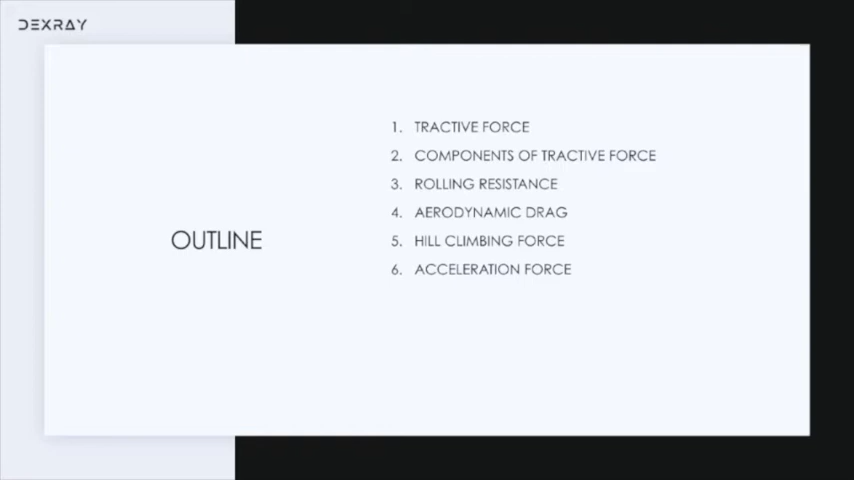 DEXRAY
OUTLINE
1. TRACTIVE FORCE
2. COMPONENTS OF TRACTIVE FORCE
3. ROLLING RESISTANCE
4. AERODYNAMIC DRAG
5. HILL CLIMBING FORCE
6. ACCELERATION FORCE